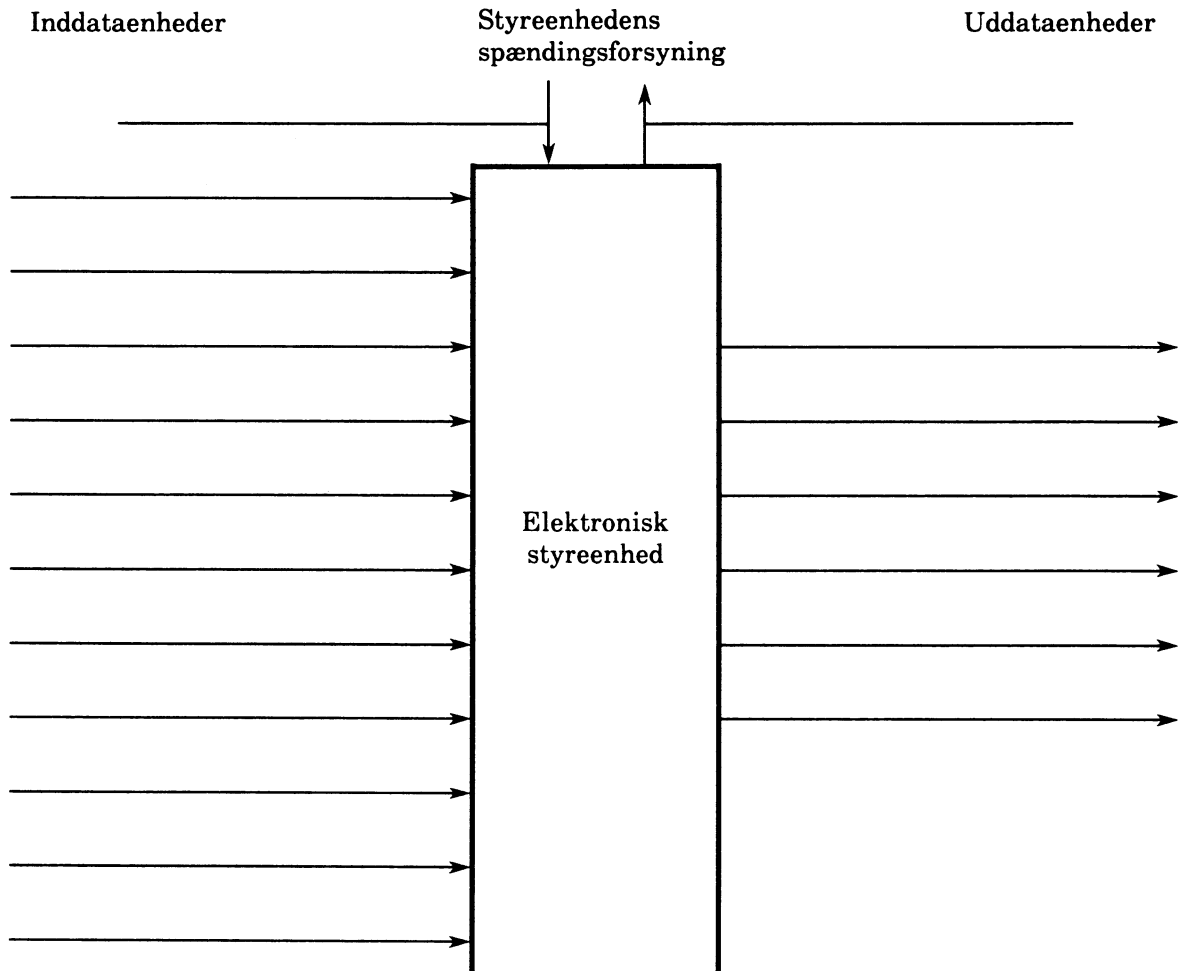 Inddataenheder
Styreenhedens
spændingsforsyning
Uddataenheder
Elektronisk
styreenhed